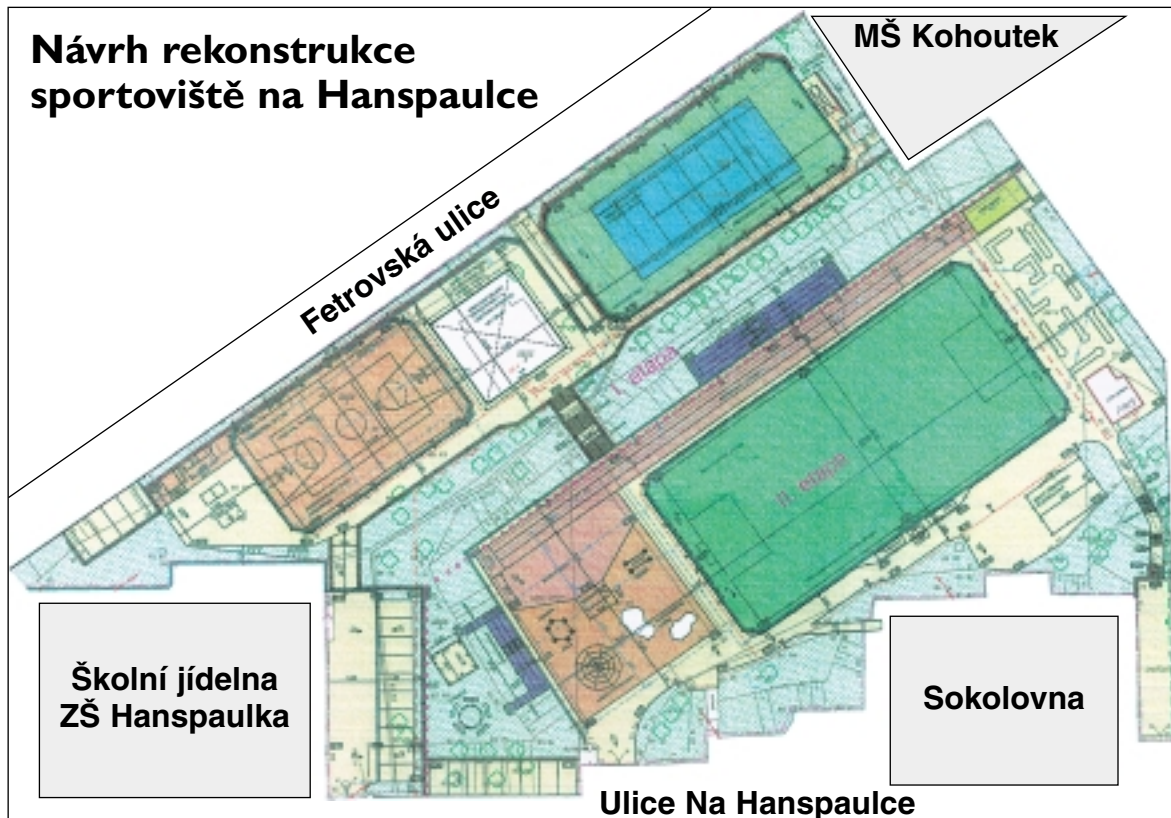 Návrh rekonstrukce
sportoviště na Hanspaulce
MŠ Kohoutek
Fetrovská ulice
I. etapa
II. etapa
Školní jídelna
ZŠ Hanspaulka
Sokolovna
Ulice Na Hanspaulce